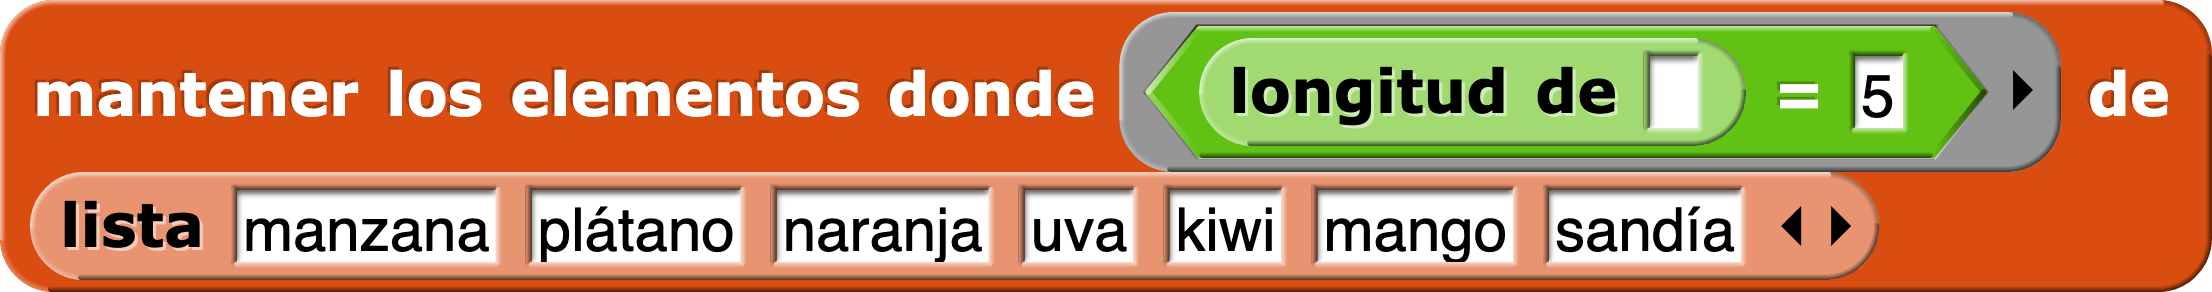 mantener los elementos donde longitud de = 5 de
lista manzana plátano naranja uva kiwi mango sandía